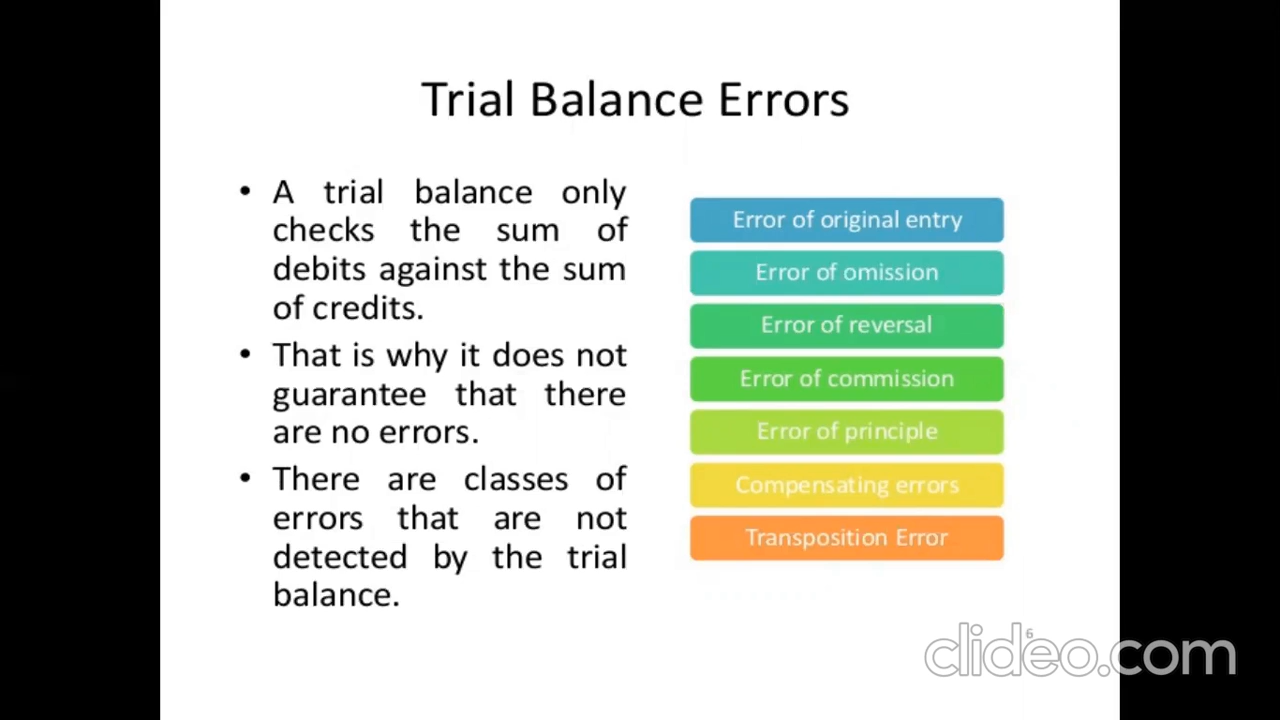 Trial Balance Errors
• A trial balance only
checks the sum of
debits against the sum
of credits.
• That is why it does not
guarantee that there
are no errors.
• There are classes of
errors that are not
detected by the trial
balance.
Error of original entry
Error of omission
Error of reversal
Error of commission
Error of principle
Compensating errors
Transposition Error
6
clideo.com